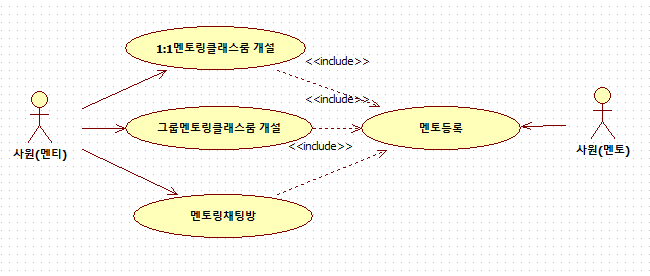 1:1멘토링클래스룸 개설
<<include>>
<<include>>
그룹멘토링클래스룸 개설
멘토등록
<<include>>
사원(멘티)
사원(멘토)
멘토링채팅방